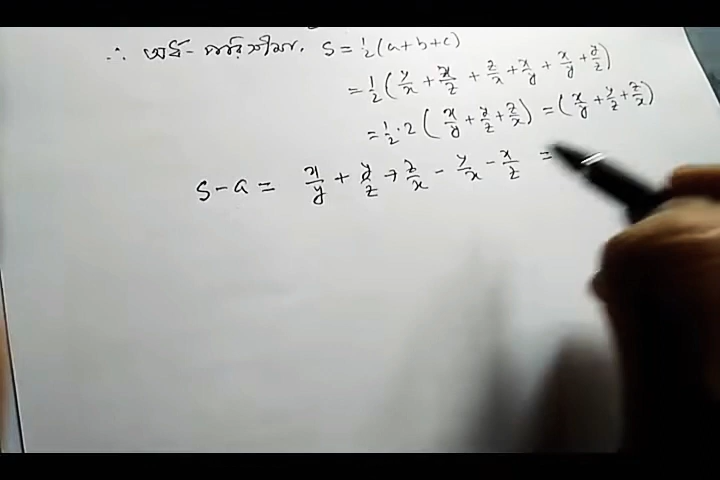 ∴ অর্ধ-পরিসীমা, S = 1/2 (a+b+c)
= 1/2 (y/x + x/z + z/x + x/y + x/y + y/z)
= 1/2 · 2 (x/y + y/z + z/x) = (x/y + y/z + z/x)
S-a = x/y + y/z + z/x - y/x - x/z =